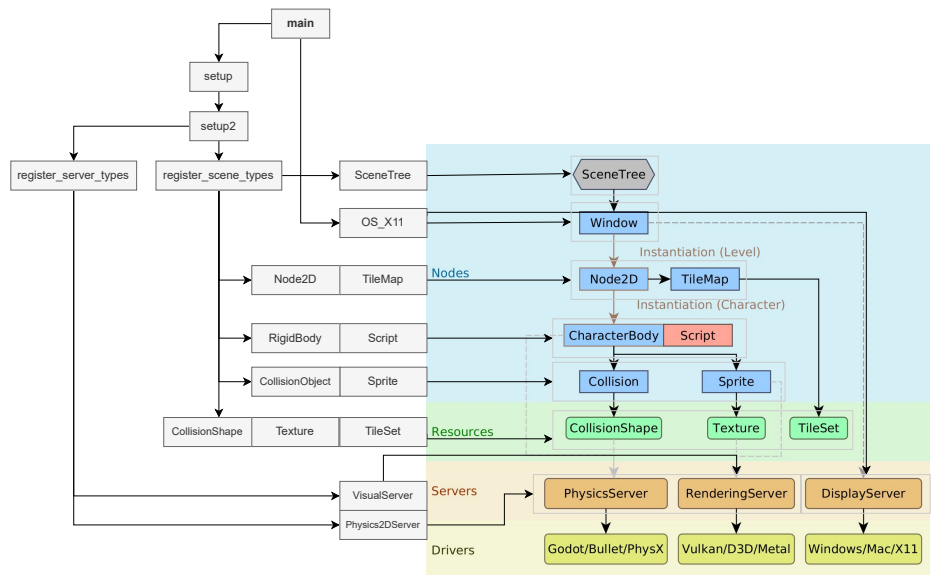 main
setup
setup2
register_server_types
register_scene_types
SceneTree
SceneTree
OS_X11
Window
Instantiation (Level)
Node2D
TileMap
Nodes
Node2D
TileMap
Instantiation (Character)
RigidBody
Script
CharacterBody
Script
CollisionObject
Sprite
Collision
Sprite
CollisionShape
Texture
TileSet
Resources
CollisionShape
Texture
TileSet
VisualServer
Servers
PhysicsServer
RenderingServer
DisplayServer
Physics2DServer
Drivers
Godot/Bullet/PhysX
Vulkan/D3D/Metal
Windows/Mac/X11